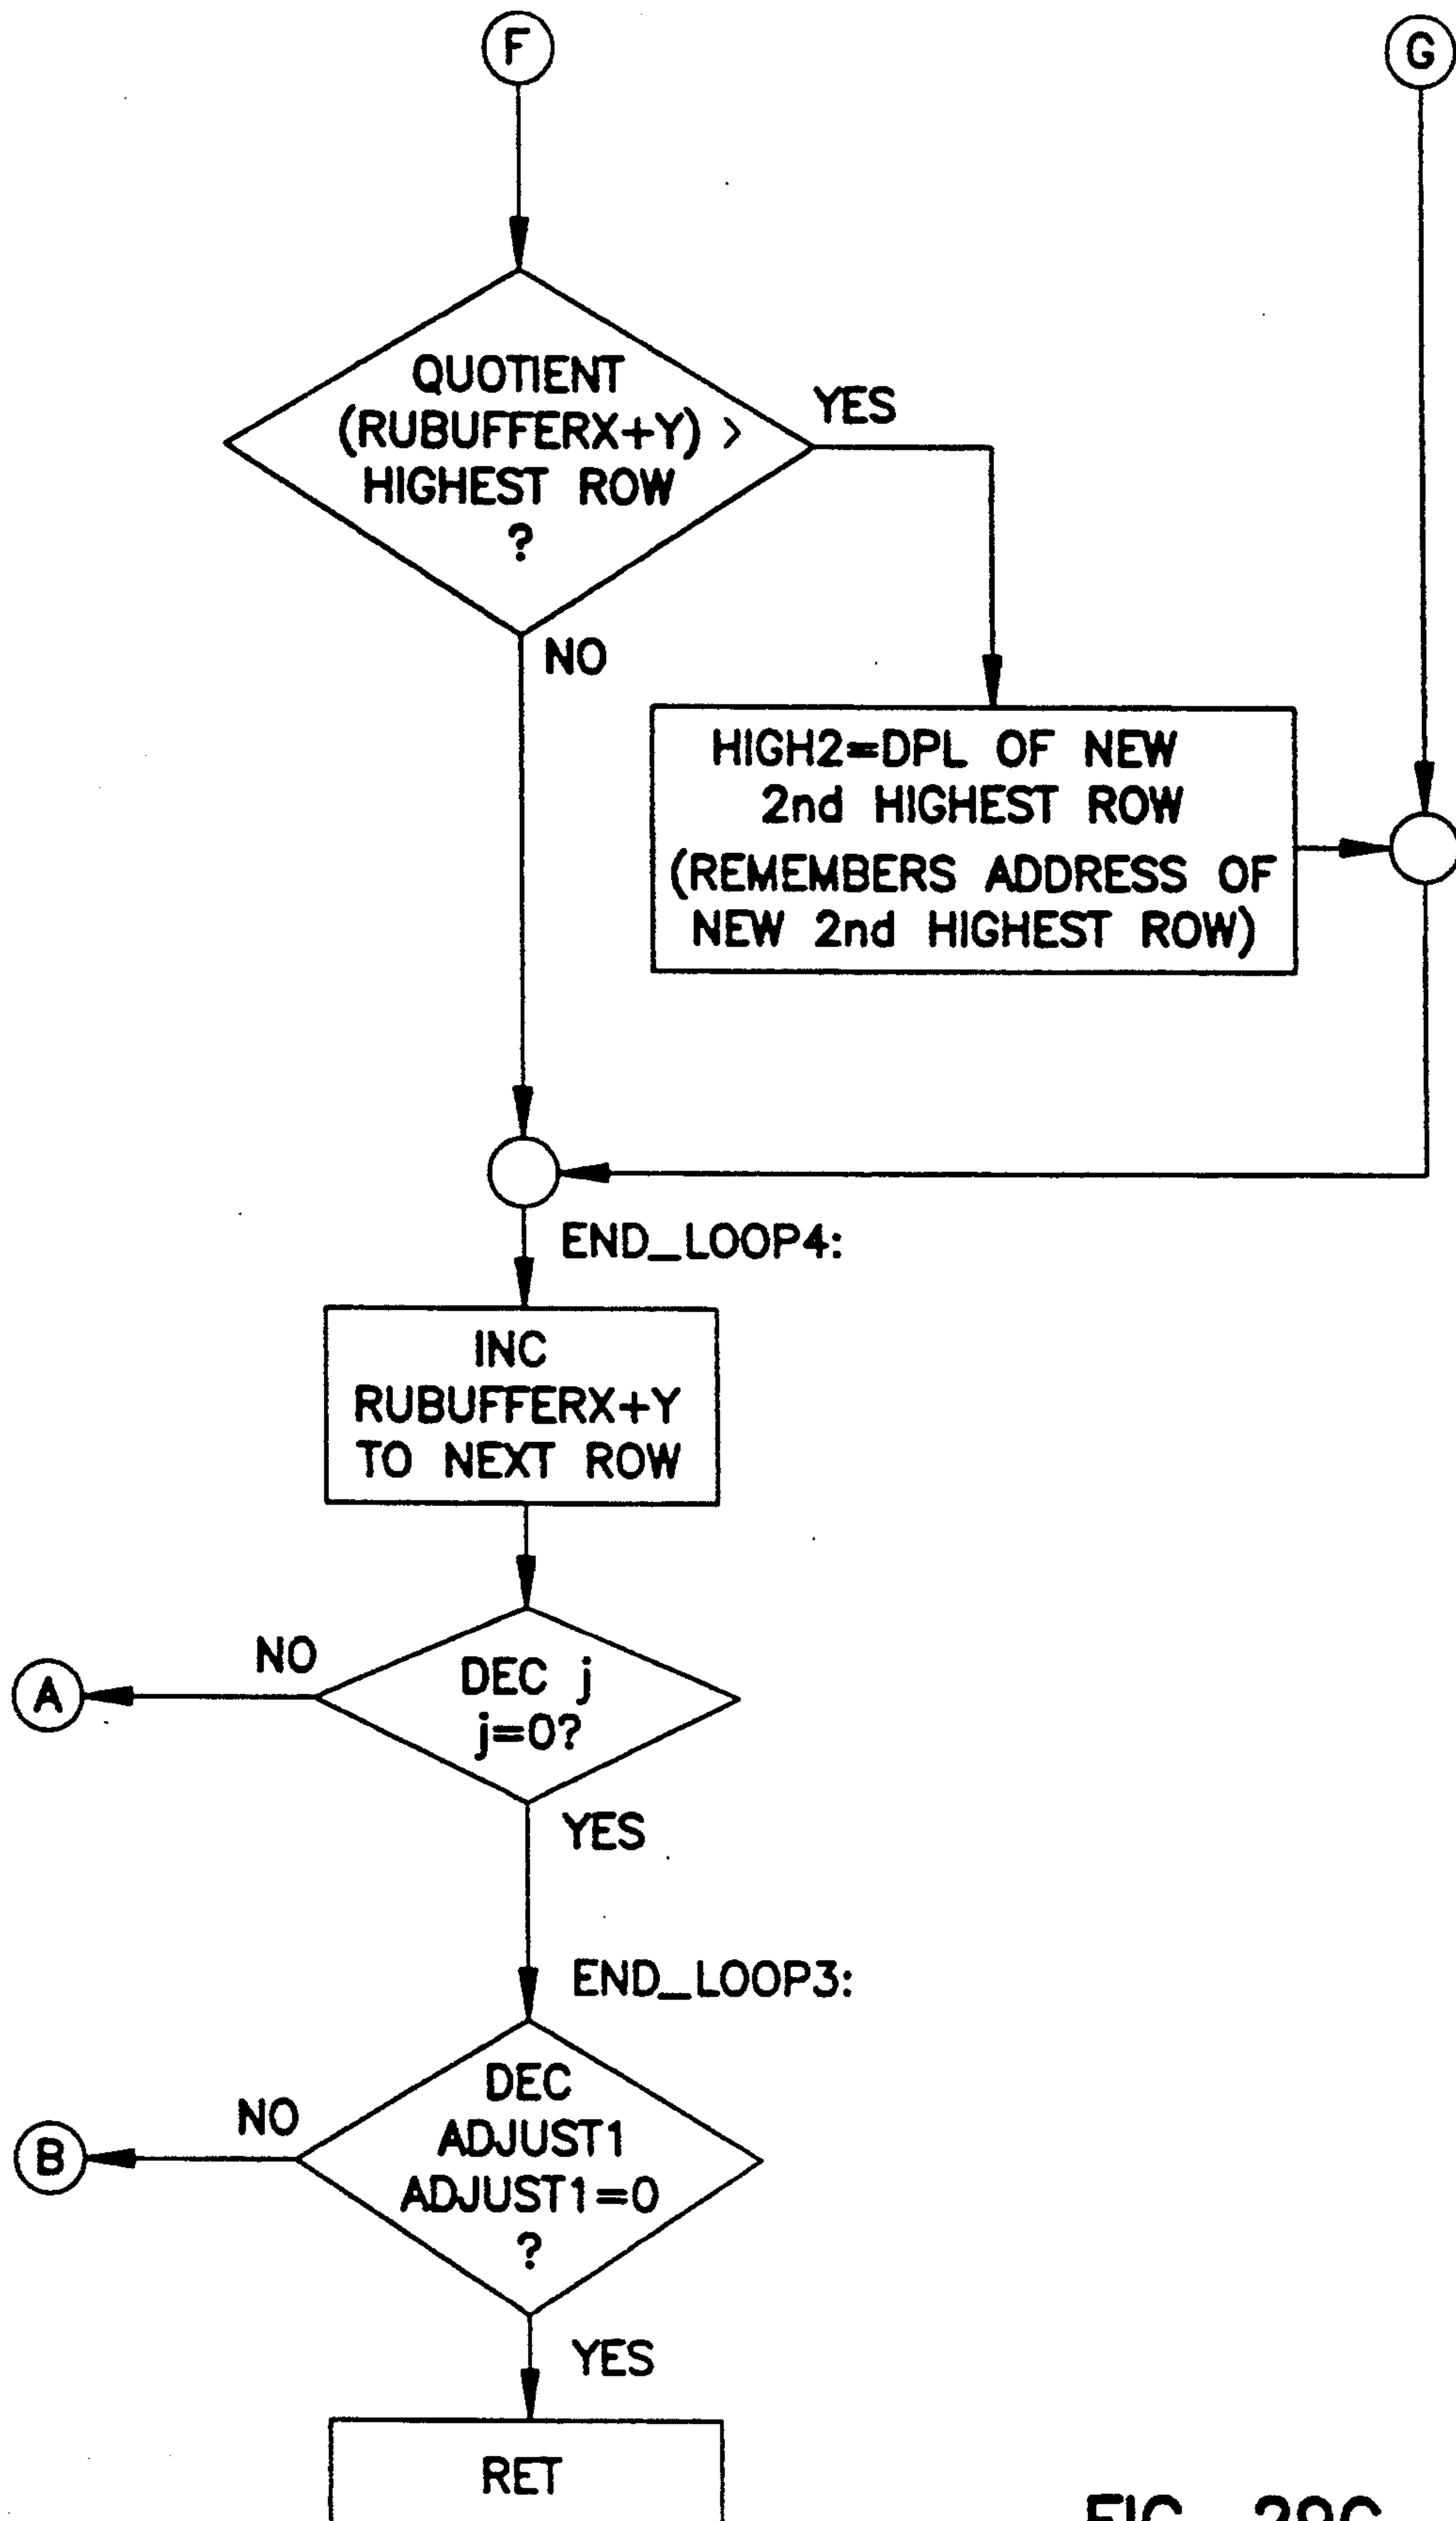 F
G
QUOTIENT
(RUBUFFERX+Y) >
HIGHEST ROW
?
YES
NO
HIGH2=DPL OF NEW
2nd HIGHEST ROW
(REMEMBERS ADDRESS OF
NEW 2nd HIGHEST ROW)
END_LOOP4:
INC
RUBUFFERX+Y
TO NEXT ROW
NO
A
DEC j
j=0?
YES
END_LOOP3:
NO
B
DEC
ADJUST1
ADJUST1=0
?
YES
RET